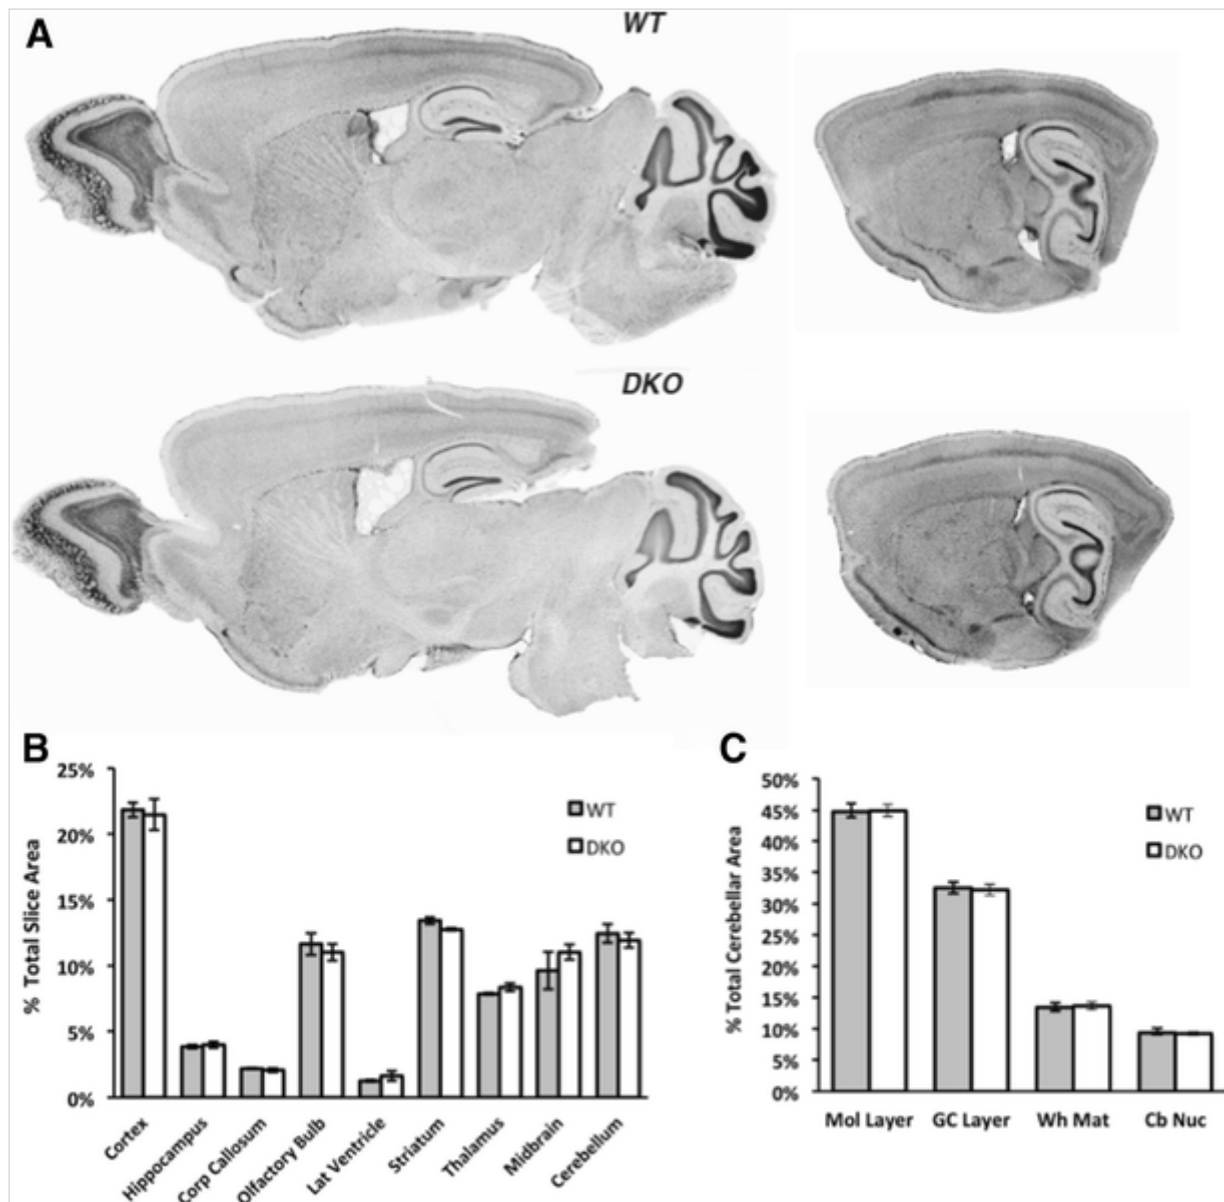 A
WT
DKO
B
25%
20%
15%
10%
5%
0%
% Total Slice Area
WT
DKO
Cortex
Hippocampus
Corp Callosum
Olfactory Bulb
Lat Ventricle
Striatum
Thalamus
Midbrain
Cerebellum
C
50%
45%
40%
35%
30%
25%
20%
15%
10%
5%
0%
% Total Cerebellar Area
WT
DKO
Mol Layer
GC Layer
Wh Mat
Cb Nuc